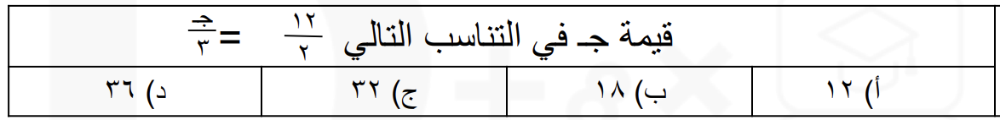 قيمة جـ في التناسب التالي ١٢/٢ = جـ/٣
أ) ١٢ ب) ١٨ ج) ٣٢ د) ٣٦